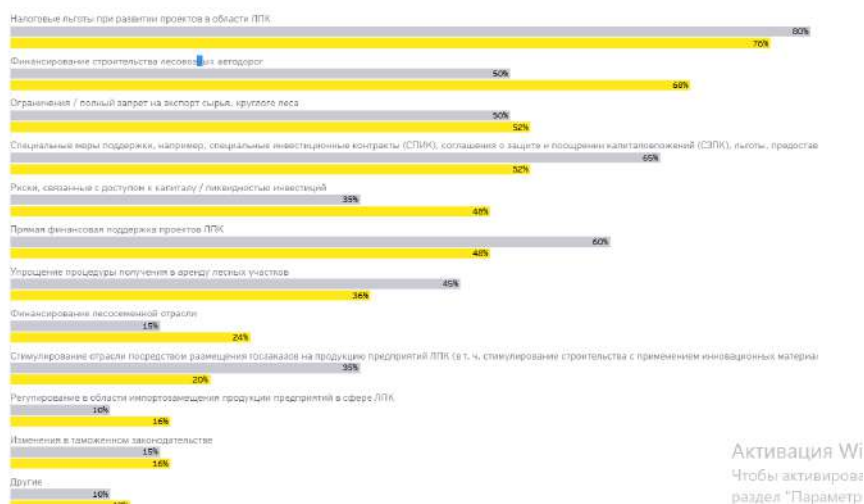 Налоговые льготы при развитии проектов в области ЛПК
80%
76%
Финансирование строительства лесовозных автодорог
50%
68%
Ограничения / полный запрет на экспорт сырья, круглого леса
50%
52%
Специальные меры поддержки, например, специальные инвестиционные контракты (СПИК), соглашения о защите и поощрении капиталовложений (СЗПК), льготы, предостав
65%
52%
Риски, связанные с доступом к капиталу / ликвидностью инвестиций
35%
48%
Прямая финансовая поддержка проектов ЛПК
60%
48%
Упрощение процедуры получения в аренду лесных участков
45%
36%
Финансирование лесосеменной отрасли
15%
24%
Стимулирование отрасли посредством размещения госзаказов на продукцию предприятий ЛПК (в т. ч. стимулирование строительства с применением инновационных материа
35%
20%
Регулирование в области импортозамещения продукции предприятий в сфере ЛПК
10%
16%
Изменения в таможенном законодательстве
15%
16%
Другие
10%
Активация Wi
Чтобы активирова
раздел "Параметр